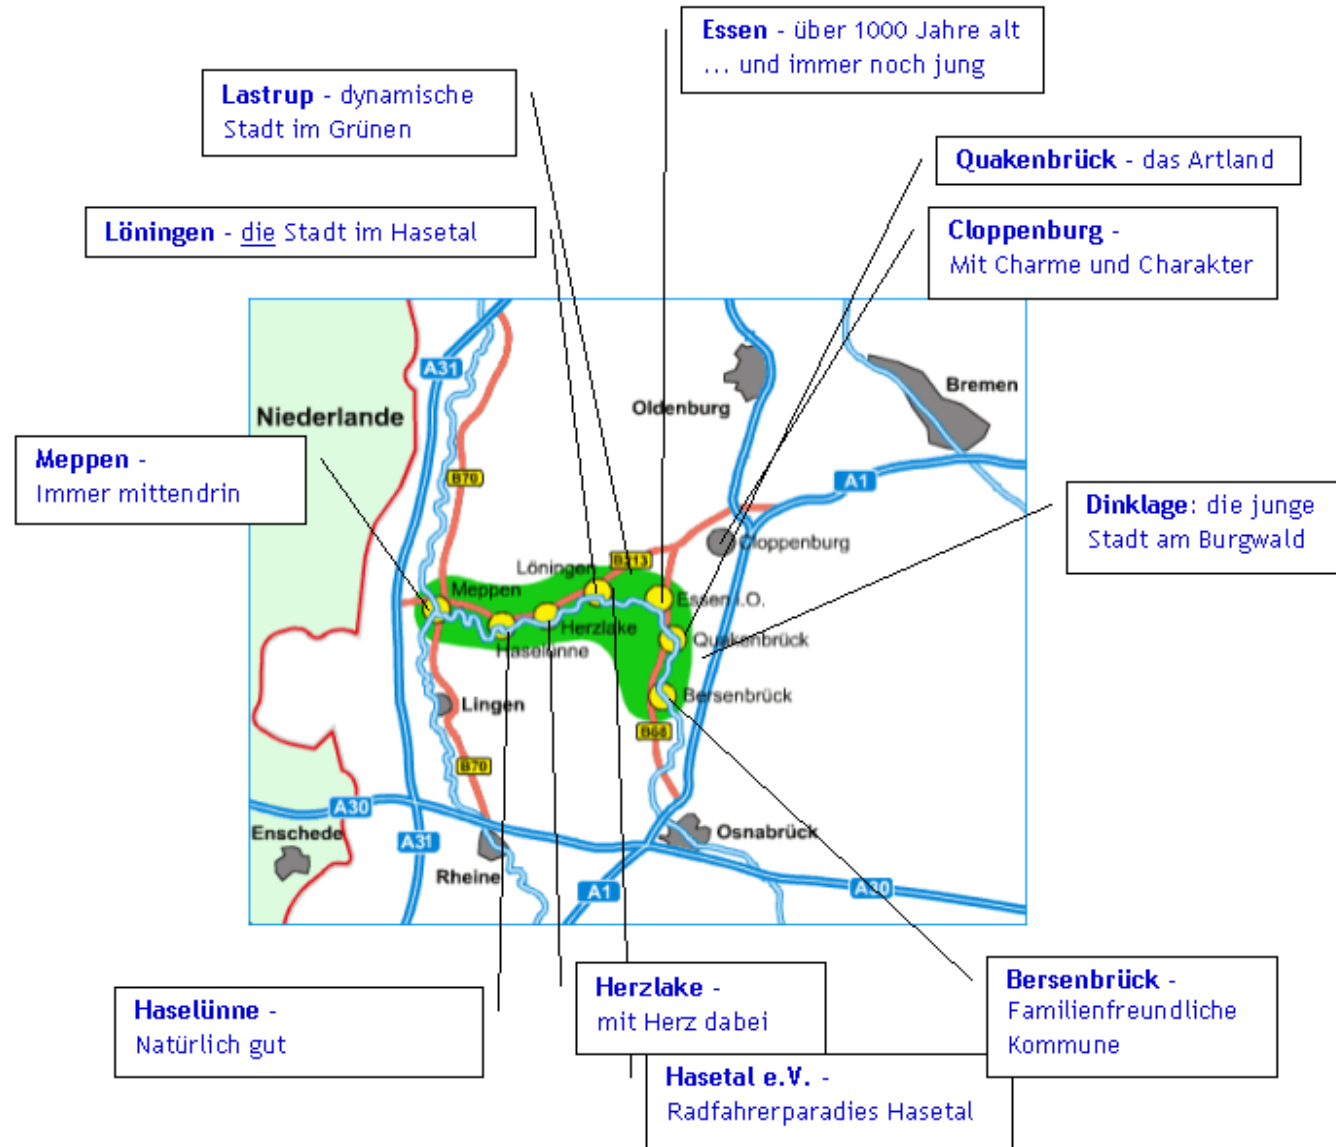 Essen - über 1000 Jahre alt
... und immer noch jung
Lastrup - dynamische
Stadt im Grünen
Quakenbrück - das Artland
Löningen - die Stadt im Hasetal
Cloppenburg -
Mit Charme und Charakter
A31
Bremen
Oldenburg
Niederlande
Meppen -
Immer mittendrin
B70
A1
Dinklage: die junge
Stadt am Burgwald
Cloppenburg
B213
Löningen
Meppen
Essen i.O.
Herzlake
Quakenbrück
Haselünne
Bersenbrück
Lingen
B68
B70
A30
Enschede
A31
Osnabrück
Rheine
A1
A30
Haselünne -
Natürlich gut
Herzlake -
mit Herz dabei
Bersenbrück -
Familienfreundliche
Kommune
Hasetal e.V. -
Radfahrerparadies Hasetal